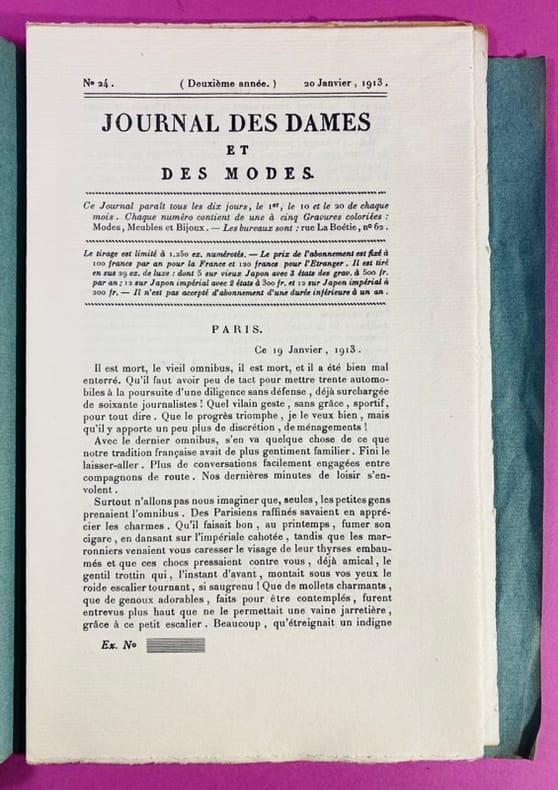 No 24. ( Deuxième année. ) 20 Janvier, 1913.
JOURNAL DES DAMES
ET
DES MODES.
Ce Journal paraît tous les dix jours, le 1er, le 10 et le 20 de chaque
mois. Chaque numéro contient de une à cinq Gravures coloriées :
Modes, Meubles et Bijoux. — Les bureaux sont : rue La Boétie, no 62.
Le tirage est limité à 1.250 ex. numérotés. — Le prix de l'abonnement est fixé à
100 francs par an pour la France et 120 francs pour l'Etranger. Il est tiré
en sus 29 ex. de luxe : dont 5 sur vieux Japon avec 3 états des grav. à 500 fr.
par an ; 12 sur Japon impérial avec 2 états à 300 fr. et 12 sur Japon impérial à
200 fr. — Il n'est pas accepté d'abonnement d'une durée inférieure à un an.
PARIS.
Ce 19 Janvier, 1913.
Il est mort, le vieil omnibus, il est mort, et il a été bien mal
enterré. Qu'il faut avoir peu de tact pour mettre trente automo-
biles à la poursuite d'une diligence sans défense, déjà surchargée
de soixante journalistes ! Quel vilain geste, sans grâce, sportif,
pour tout dire. Que le progrès triomphe, je le veux bien, mais
qu'il y apporte un peu plus de discrétion, de ménagements !
Avec le dernier omnibus, s'en va quelque chose de ce que
notre tradition française avait de plus gentiment familier. Fini le
laisser-aller. Plus de conversations facilement engagées entre
compagnons de route. Nos dernières minutes de loisir s'en-
volent.
Surtout n'allons pas nous imaginer que, seules, les petites gens
prenaient l'omnibus. Des Parisiens raffinés savaient en appré-
cier les charmes. Qu'il faisait bon, au printemps, fumer son
cigare, en dansant sur l'impériale cahotée, tandis que les mar-
ronniers venaient vous caresser le visage de leur thyrses embau-
més et que ces chocs pressaient contre vous, déjà amical, le
gentil trottin qui, l'instant d'avant, montait sous vos yeux le
roide escalier tournant, si saugrenu ! Que de mollets charmants,
que de genoux adorables, faits pour être contemplés, furent
entrevus plus haut que ne le permettait une vaine jarretière,
grâce à ce petit escalier. Beaucoup, qu'étreignait un indigne
Ex. No